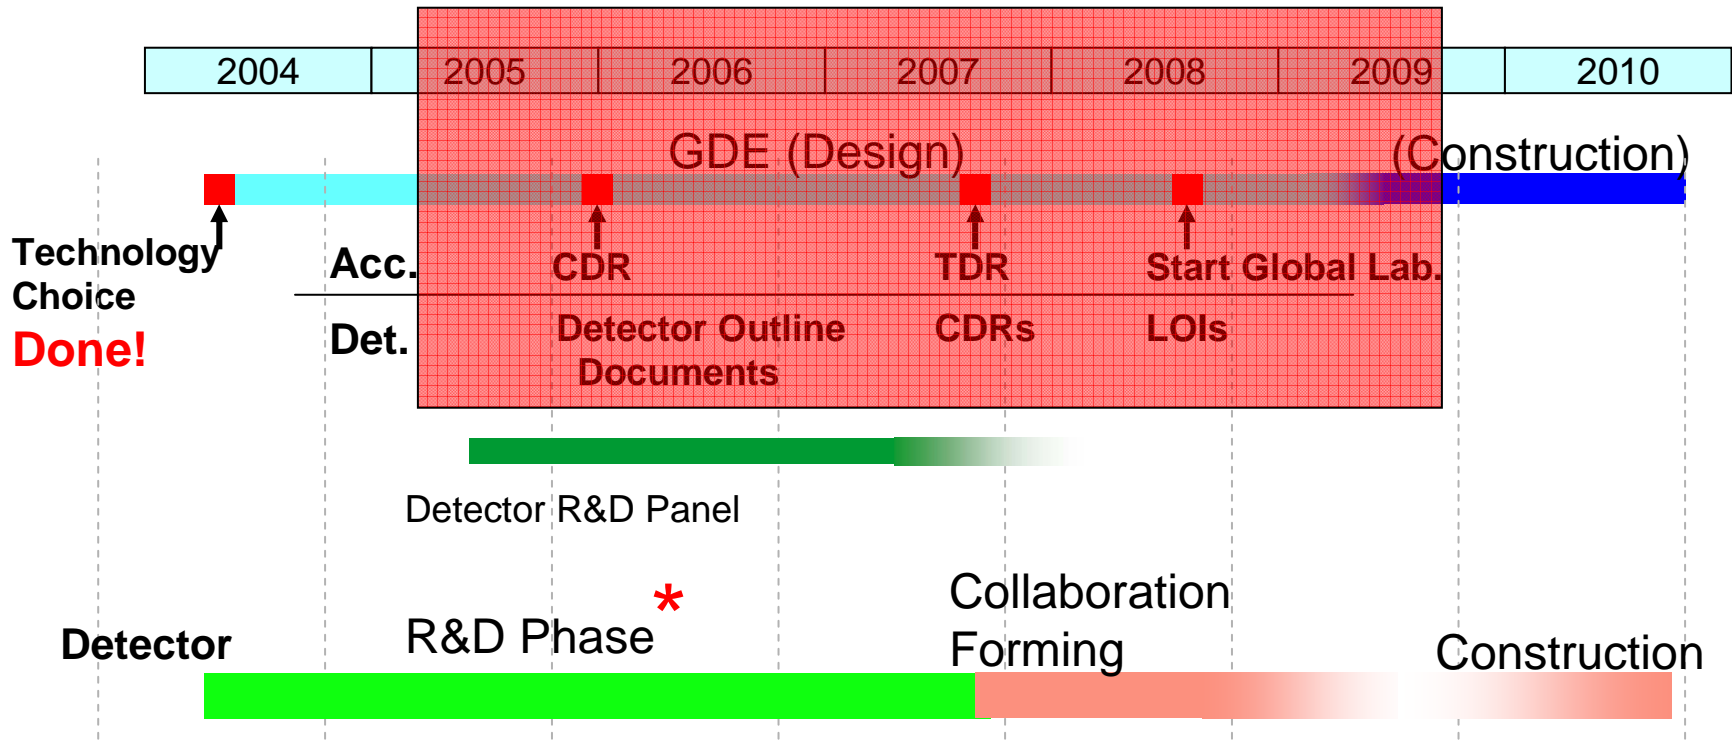 2004 2005 2006 2007 2008 2009 2010
GDE (Design) (Construction)
Technology
Choice
Done!
Acc. CDR TDR Start Global Lab.
Det. Detector Outline CDRs LOIs
Documents
Detector R&D Panel
Detector
R&D Phase *
Collaboration
Forming
Construction